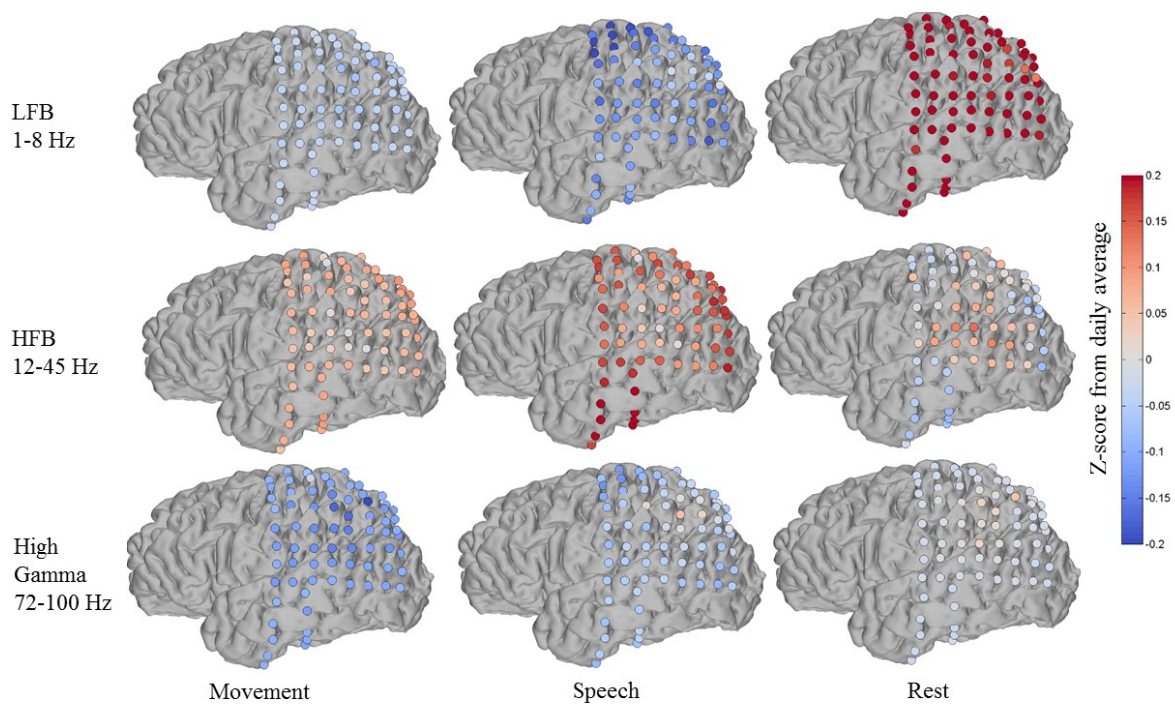 LFB
1-8 Hz
HFB
12-45 Hz
High
Gamma
72-100 Hz
Movement
Speech
Rest
0.2
0.15
0.1
0.05
0
-0.05
-0.1
-0.15
-0.2
Z-score from daily average